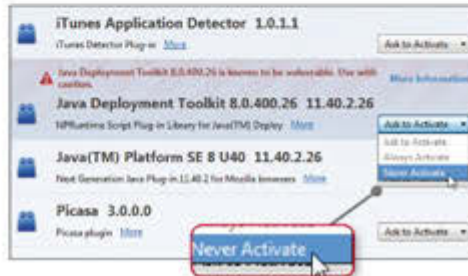 iTunes Application Detector 1.0.1.1
iTunes Detector Plug-in More
Ask to Activate
Java Deployment Toolkit 8.0.400.26 is known to be vulnerable. Use with caution. More Information
Java Deployment Toolkit 8.0.400.26 11.40.2.26
NPRuntime Script Plug-in Library for Java(TM) Deploy More
Ask to Activate
Ask to Activate
Always Activate
Never Activate
Java(TM) Platform SE 8 U40 11.40.2.26
Next Generation Java Plug-in 11.40.2 for Mozilla browsers More
Picasa 3.0.0.0
Picasa plugin More
Ask to Activate
Never Activate